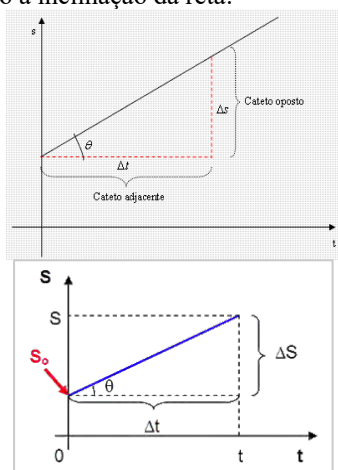 o a inclinação da reta.
s
Δs
Cateto oposto
θ
Δt
Cateto adjacente
t
S
S
S₀
θ
ΔS
Δt
0
t
t